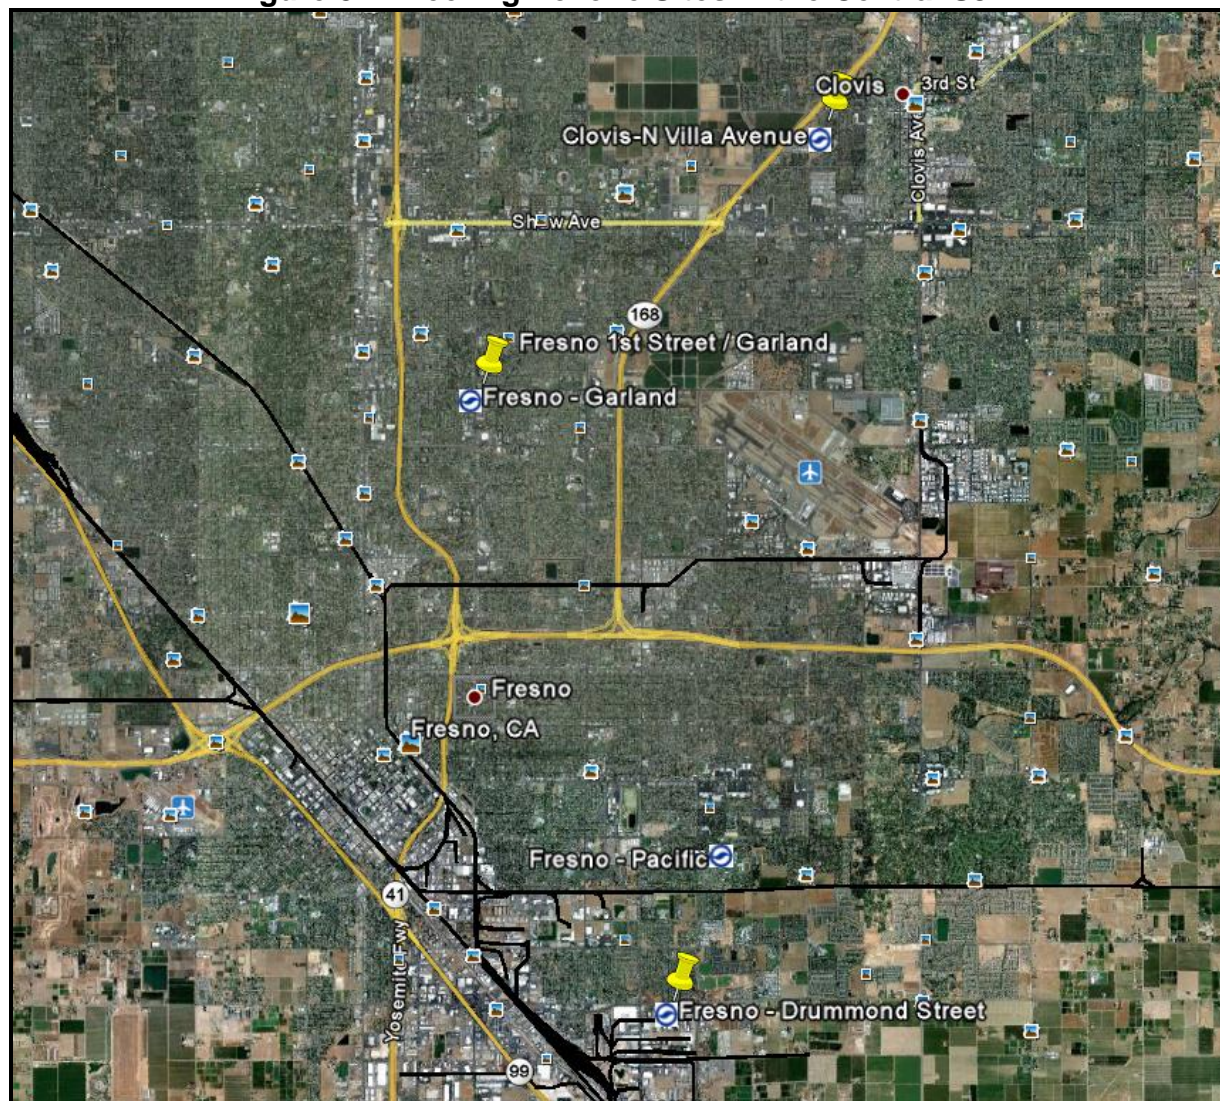 Clovis
3rd St
Clovis-N Villa Avenue
Clovis Ave
Shaw Ave
168
Fresno 1st Street / Garland
Fresno - Garland
Fresno
Fresno, CA
Fresno - Pacific
41
Yosemite Fwy
Fresno - Drummond Street
99